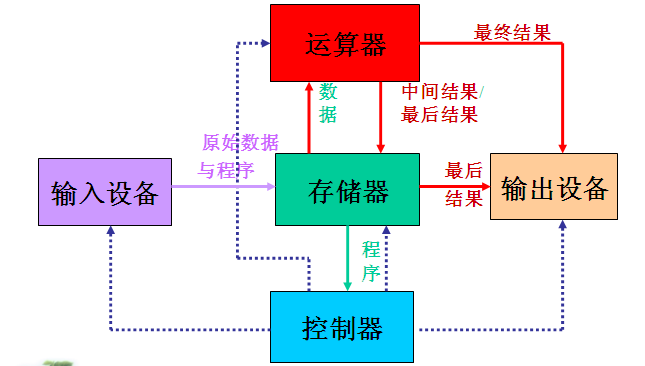 运算器
最终结果
数
据
中间结果/
最后结果
原始数据
与程序
输入设备
存储器
最后
结果
输出设备
程
序
控制器